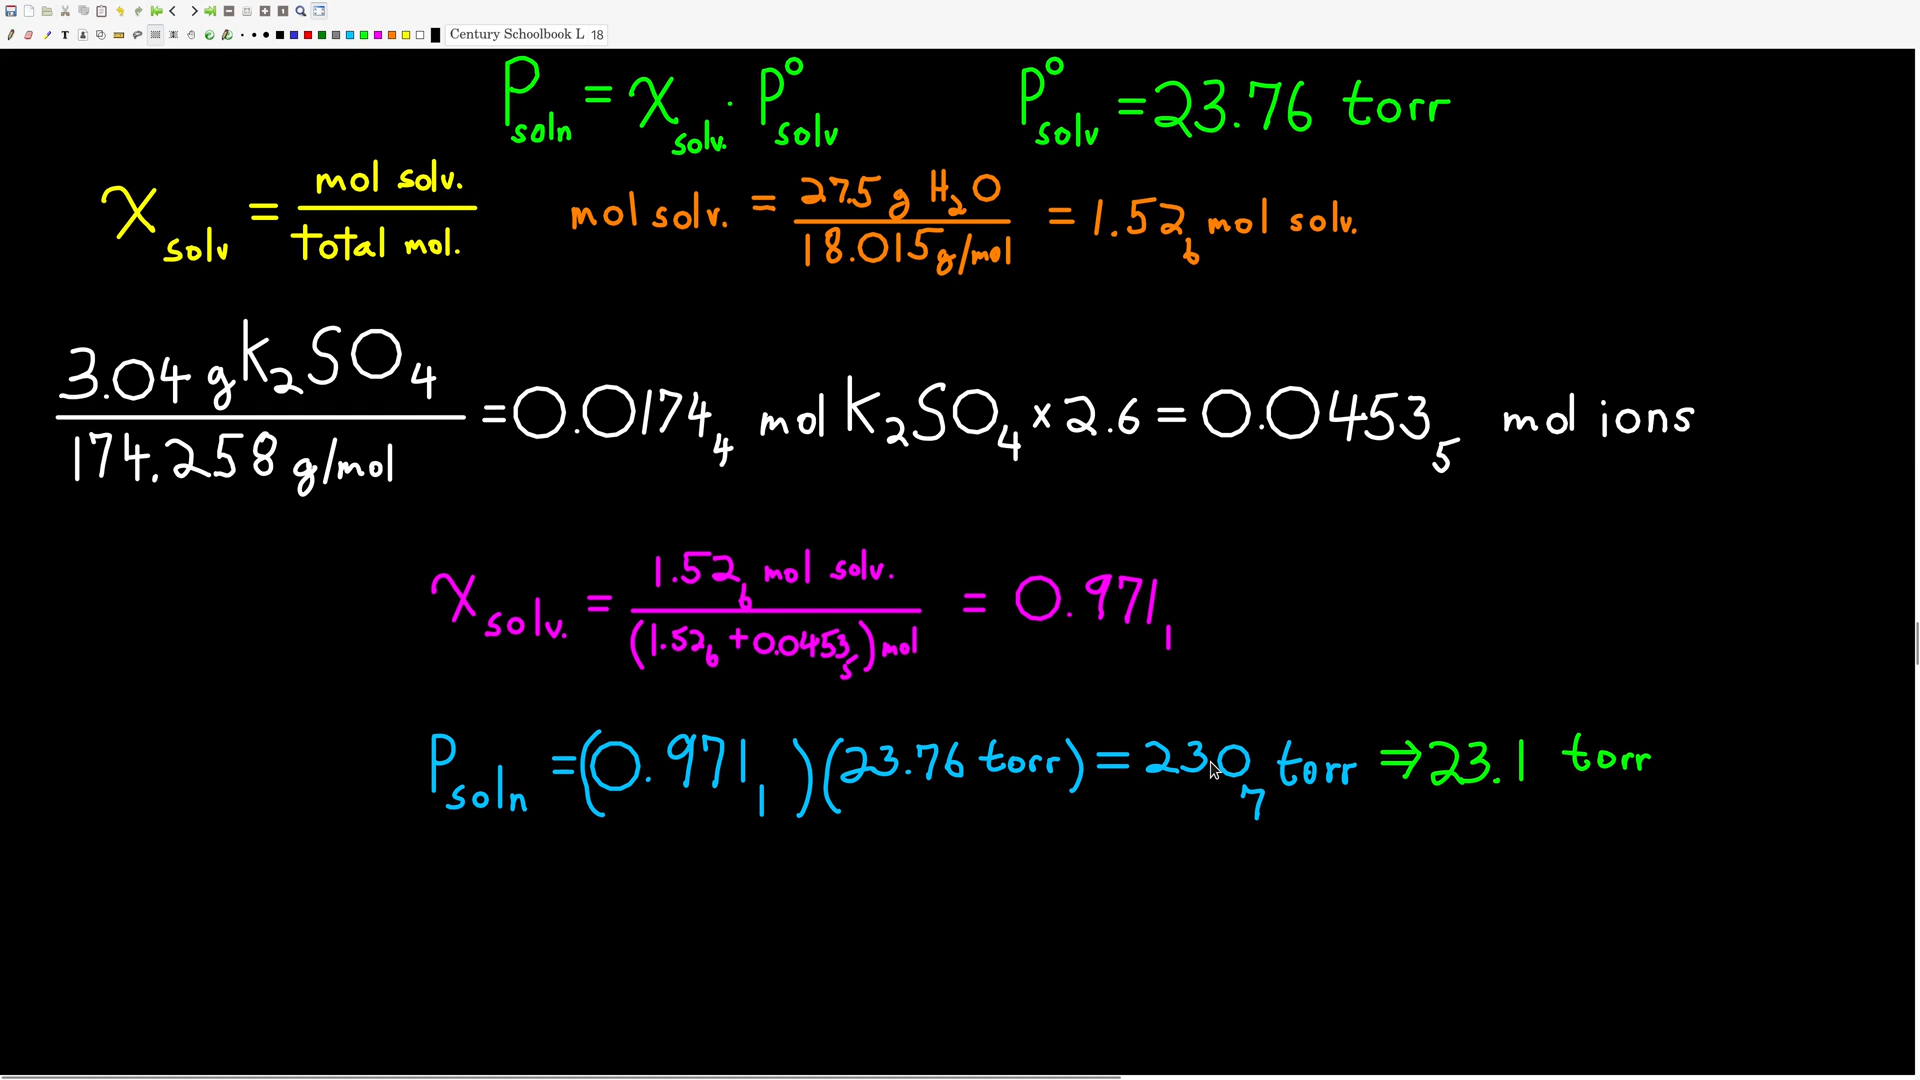 Century Schoolbook L 18
P soln = χ solv. · P° solv P° solv = 23.76 torr
χ solv = mol solv. / total mol. mol solv. = 27.5 g H₂O / 18.015 g/mol = 1.52₆ mol solv.
3.04 g K₂SO₄ / 174.258 g/mol = 0.0174₄ mol K₂SO₄ × 2.6 = 0.0453₅ mol ions
χ solv. = 1.52₆ mol solv. / (1.52₆ + 0.0453₅) mol = 0.971₁
P soln = (0.971₁)(23.76 torr) = 23.0₇ torr ⇒ 23.1 torr